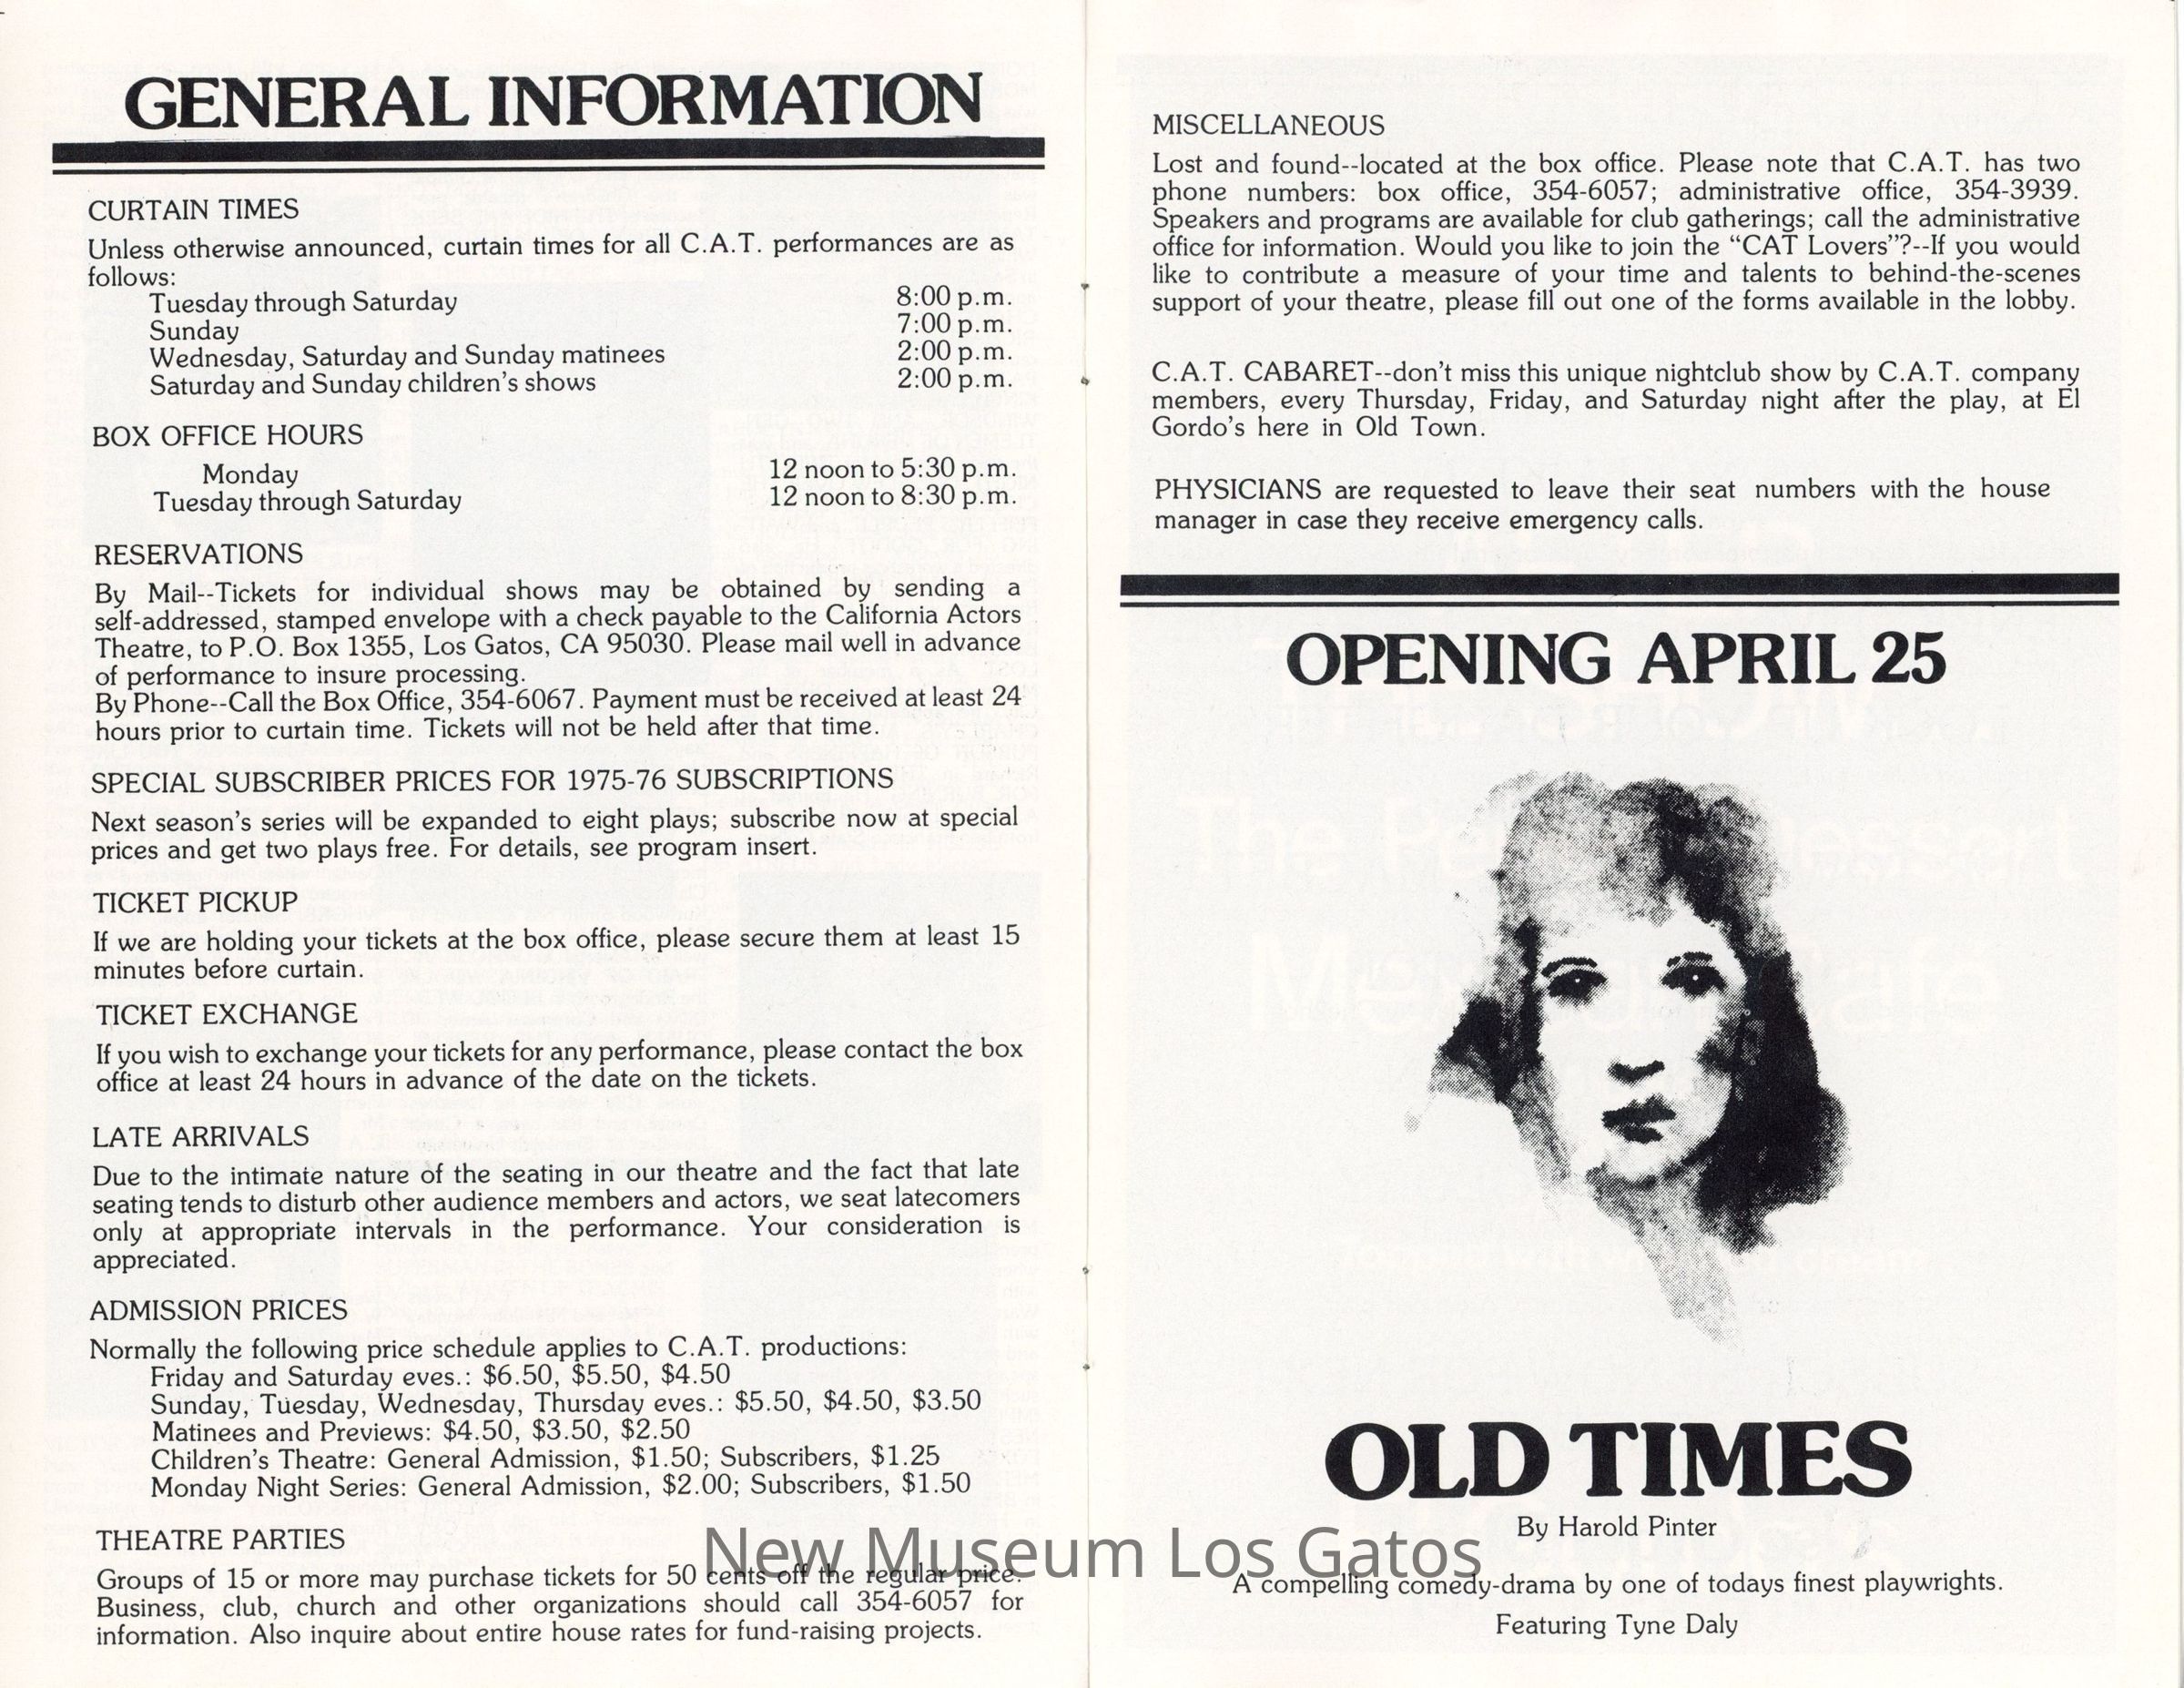 GENERAL INFORMATION
CURTAIN TIMES
Unless otherwise announced, curtain times for all C.A.T. performances are as
follows:
Tuesday through Saturday 8:00 p.m.
Sunday 7:00 p.m.
Wednesday, Saturday and Sunday matinees 2:00 p.m.
Saturday and Sunday children's shows 2:00 p.m.
BOX OFFICE HOURS
Monday 12 noon to 5:30 p.m.
Tuesday through Saturday 12 noon to 8:30 p.m.
RESERVATIONS
By Mail--Tickets for individual shows may be obtained by sending a
self-addressed, stamped envelope with a check payable to the California Actors
Theatre, to P.O. Box 1355, Los Gatos, CA 95030. Please mail well in advance
of performance to insure processing.
By Phone--Call the Box Office, 354-6067. Payment must be received at least 24
hours prior to curtain time. Tickets will not be held after that time.
SPECIAL SUBSCRIBER PRICES FOR 1975-76 SUBSCRIPTIONS
Next season's series will be expanded to eight plays; subscribe now at special
prices and get two plays free. For details, see program insert.
TICKET PICKUP
If we are holding your tickets at the box office, please secure them at least 15
minutes before curtain.
TICKET EXCHANGE
If you wish to exchange your tickets for any performance, please contact the box
office at least 24 hours in advance of the date on the tickets.
LATE ARRIVALS
Due to the intimate nature of the seating in our theatre and the fact that late
seating tends to disturb other audience members and actors, we seat latecomers
only at appropriate intervals in the performance. Your consideration is
appreciated.
ADMISSION PRICES
Normally the following price schedule applies to C.A.T. productions:
Friday and Saturday eves.: $6.50, $5.50, $4.50
Sunday, Tuesday, Wednesday, Thursday eves.: $5.50, $4.50, $3.50
Matinees and Previews: $4.50, $3.50, $2.50
Children's Theatre: General Admission, $1.50; Subscribers, $1.25
Monday Night Series: General Admission, $2.00; Subscribers, $1.50
THEATRE PARTIES
Groups of 15 or more may purchase tickets for 50 cents off the regular price.
Business, club, church and other organizations should call 354-6057 for
information. Also inquire about entire house rates for fund-raising projects.
MISCELLANEOUS
Lost and found--located at the box office. Please note that C.A.T. has two
phone numbers: box office, 354-6057; administrative office, 354-3939.
Speakers and programs are available for club gatherings; call the administrative
office for information. Would you like to join the "CAT Lovers"?--If you would
like to contribute a measure of your time and talents to behind-the-scenes
support of your theatre, please fill out one of the forms available in the lobby.
C.A.T. CABARET--don't miss this unique nightclub show by C.A.T. company
members, every Thursday, Friday, and Saturday night after the play, at El
Gordo's here in Old Town.
PHYSICIANS are requested to leave their seat numbers with the house
manager in case they receive emergency calls.
OPENING APRIL 25
OLD TIMES
By Harold Pinter
A compelling comedy-drama by one of todays finest playwrights.
Featuring Tyne Daly
New Museum Los Gatos